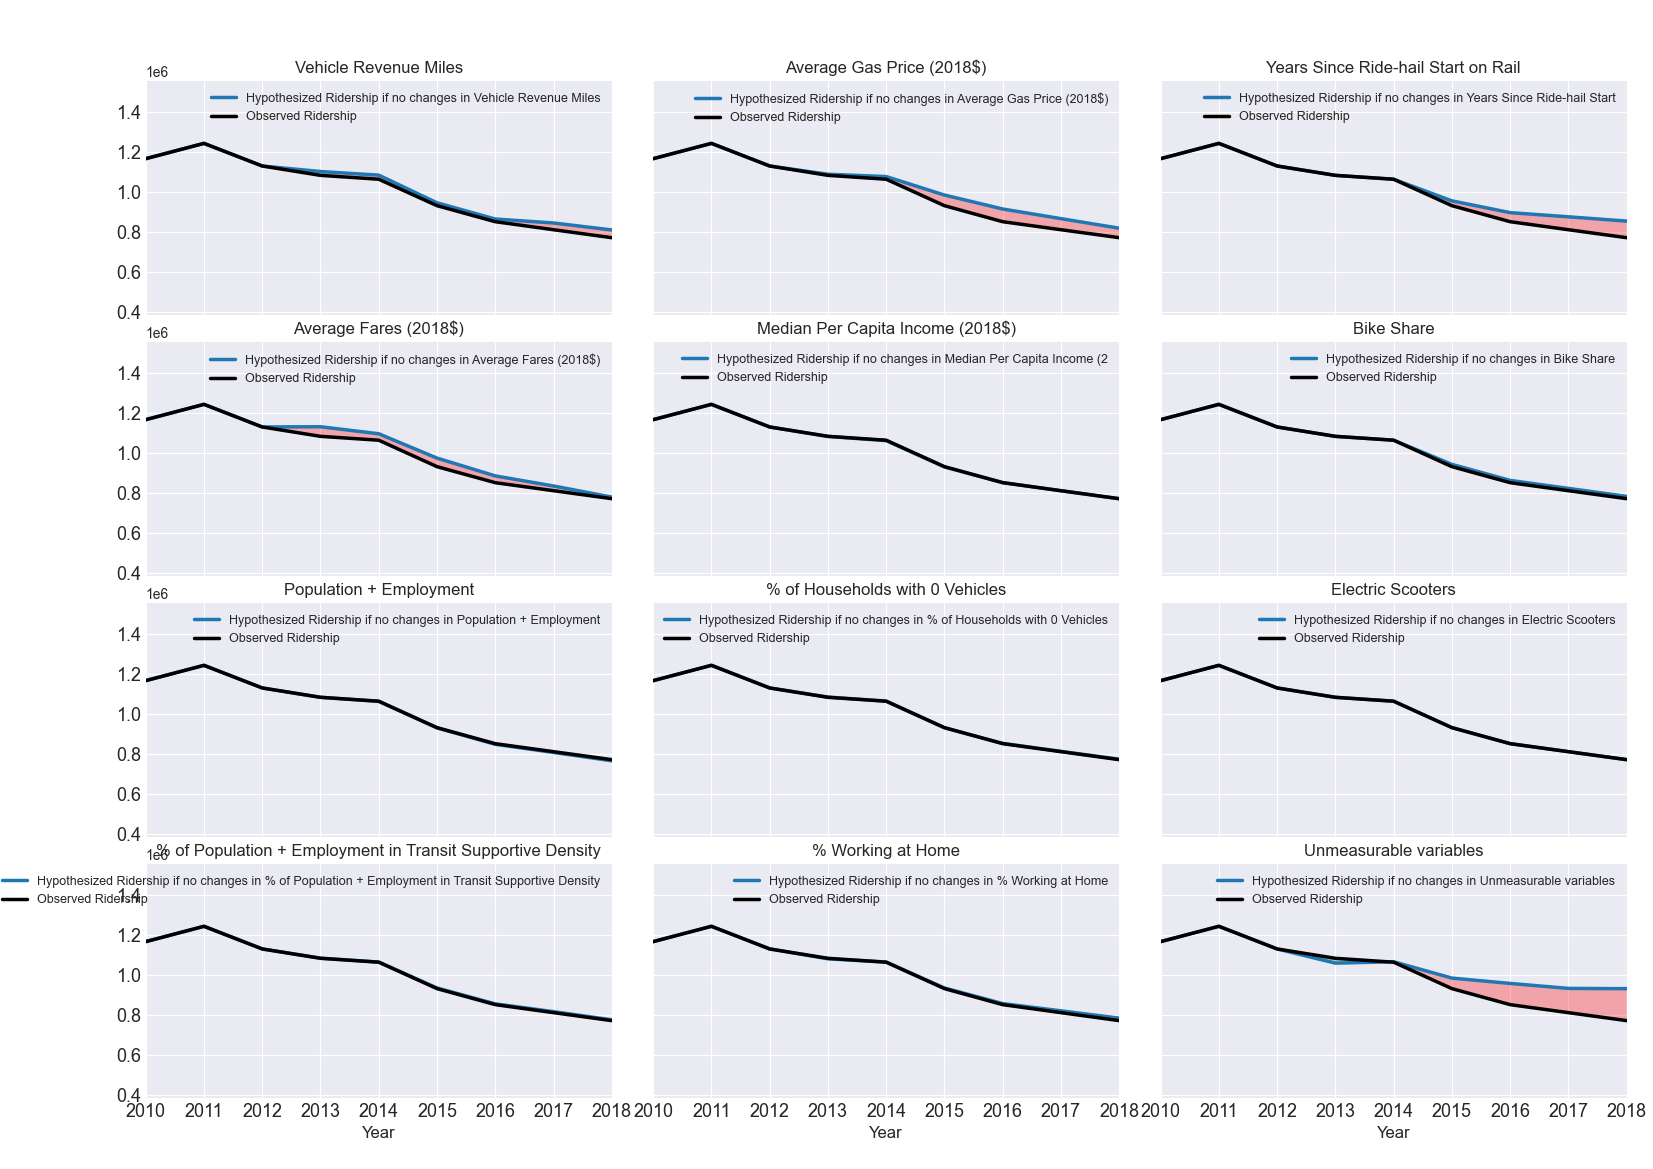 Vehicle Revenue Miles
Average Gas Price (2018$)
Years Since Ride-hail Start on Rail
1e6
Hypothesized Ridership if no changes in Vehicle Revenue Miles
Observed Ridership
Hypothesized Ridership if no changes in Average Gas Price (2018$)
Observed Ridership
Hypothesized Ridership if no changes in Years Since Ride-hail Start
Observed Ridership
1.4
1.2
1.0
0.8
0.6
0.4
Average Fares (2018$)
Median Per Capita Income (2018$)
Bike Share
1e6
Hypothesized Ridership if no changes in Average Fares (2018$)
Observed Ridership
Hypothesized Ridership if no changes in Median Per Capita Income (2
Observed Ridership
Hypothesized Ridership if no changes in Bike Share
Observed Ridership
1.4
1.2
1.0
0.8
0.6
0.4
Population + Employment
% of Households with 0 Vehicles
Electric Scooters
1e6
Hypothesized Ridership if no changes in Population + Employment
Observed Ridership
Hypothesized Ridership if no changes in % of Households with 0 Vehicles
Observed Ridership
Hypothesized Ridership if no changes in Electric Scooters
Observed Ridership
1.4
1.2
1.0
0.8
0.6
0.4
% of Population + Employment in Transit Supportive Density
% Working at Home
Unmeasurable variables
1e6
Hypothesized Ridership if no changes in % of Population + Employment in Transit Supportive Density
Observed Ridership
Hypothesized Ridership if no changes in % Working at Home
Observed Ridership
Hypothesized Ridership if no changes in Unmeasurable variables
Observed Ridership
1.4
1.2
1.0
0.8
0.6
0.4
2010 2011 2012 2013 2014 2015 2016 2017 2018
2010 2011 2012 2013 2014 2015 2016 2017 2018
2010 2011 2012 2013 2014 2015 2016 2017 2018
Year
Year
Year